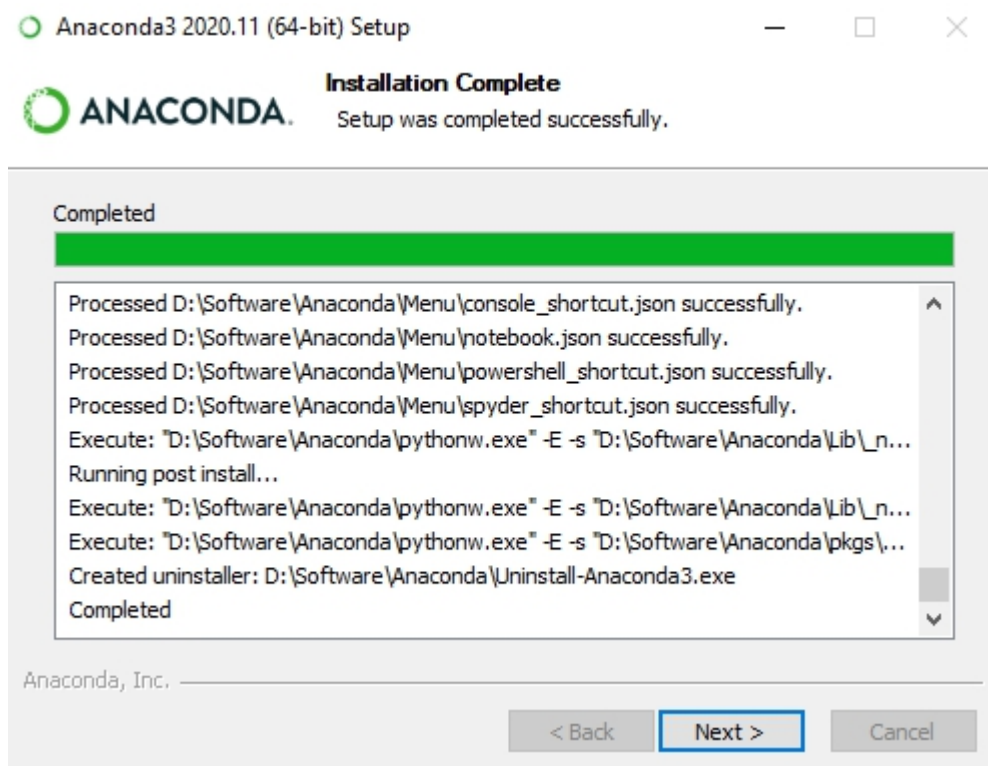 Anaconda3 2020.11 (64-bit) Setup
ANACONDA.
Installation Complete
Setup was completed successfully.
Completed
Processed D:\Software\Anaconda\Menu\console_shortcut.json successfully.
Processed D:\Software\Anaconda\Menu\notebook.json successfully.
Processed D:\Software\Anaconda\Menu\powershell_shortcut.json successfully.
Processed D:\Software\Anaconda\Menu\spyder_shortcut.json successfully.
Execute: "D:\Software\Anaconda\pythonw.exe" -E -s "D:\Software\Anaconda\Lib\_n...
Running post install...
Execute: "D:\Software\Anaconda\pythonw.exe" -E -s "D:\Software\Anaconda\Lib\_n...
Execute: "D:\Software\Anaconda\pythonw.exe" -E -s "D:\Software\Anaconda\pkgs\...
Created uninstaller: D:\Software\Anaconda\Uninstall-Anaconda3.exe
Completed
Anaconda, Inc.
< Back Next > Cancel